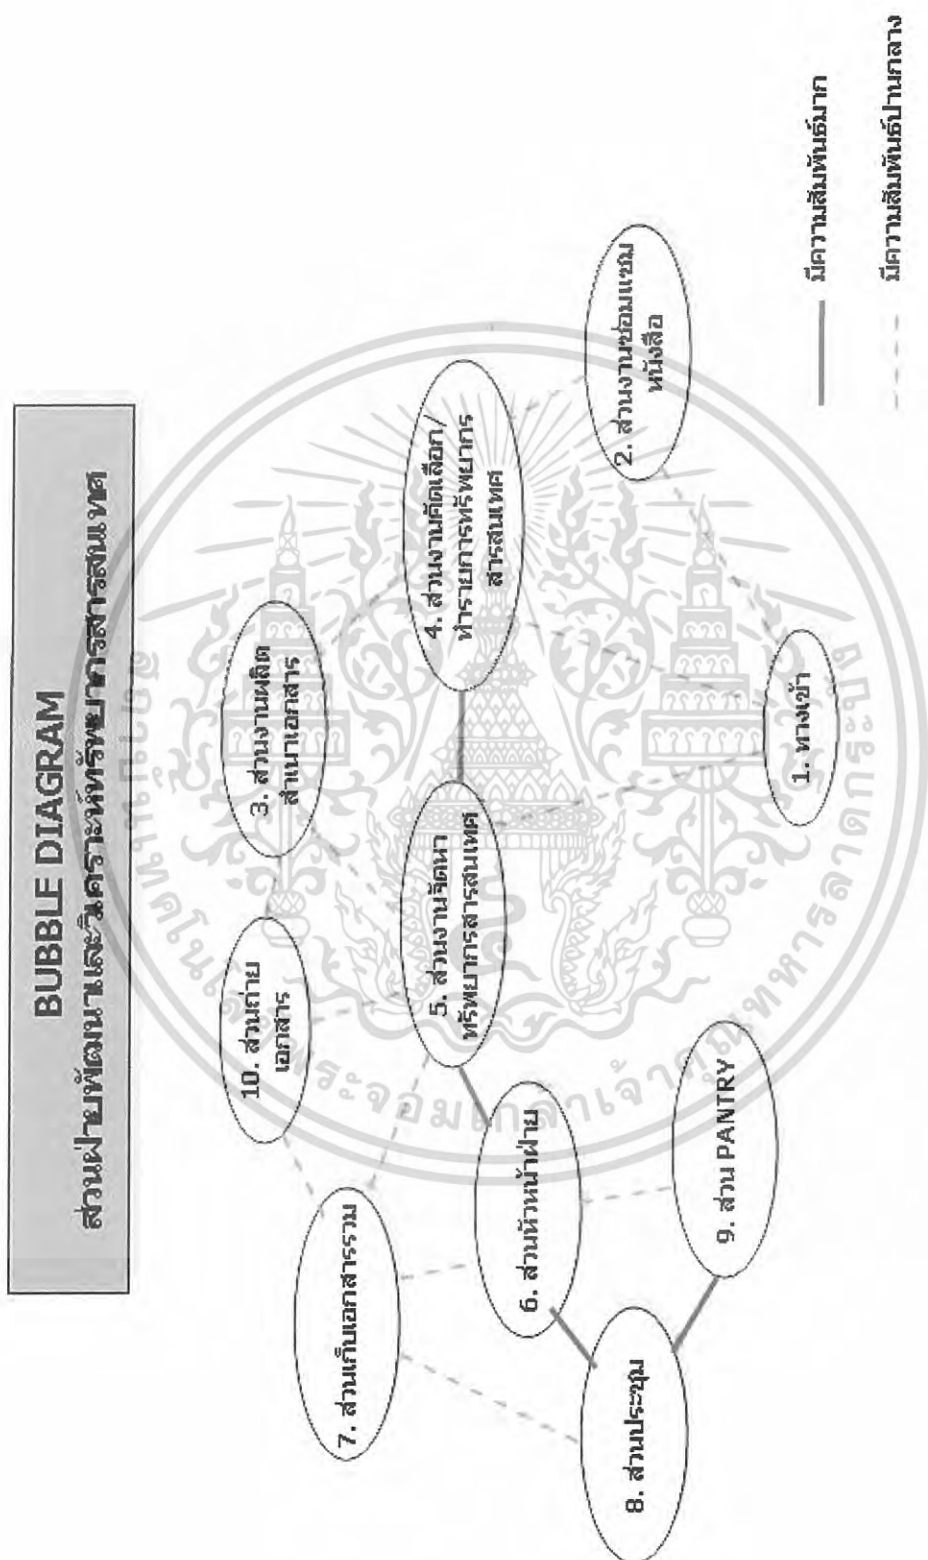 BUBBLE DIAGRAM
ส่วนฝ่ายพัฒนาและวิเคราะห์ทรัพยากรสารสนเทศ
3. ส่วนงานผลิต
สำเนาเอกสาร
10. ส่วนถ่าย
เอกสาร
7. ส่วนเก็บเอกสารรวม
4. ส่วนงานคัดเลือก/
ทำรายการทรัพยากร
สารสนเทศ
5. ส่วนงานจัดหา
ทรัพยากรสารสนเทศ
6. ส่วนหัวหน้าฝ่าย
2. ส่วนงานซ่อมแซม
หนังสือ
8. ส่วนประชุม
9. ส่วน PANTRY
1. ทางเข้า
มีความสัมพันธ์มาก
มีความสัมพันธ์ปานกลาง